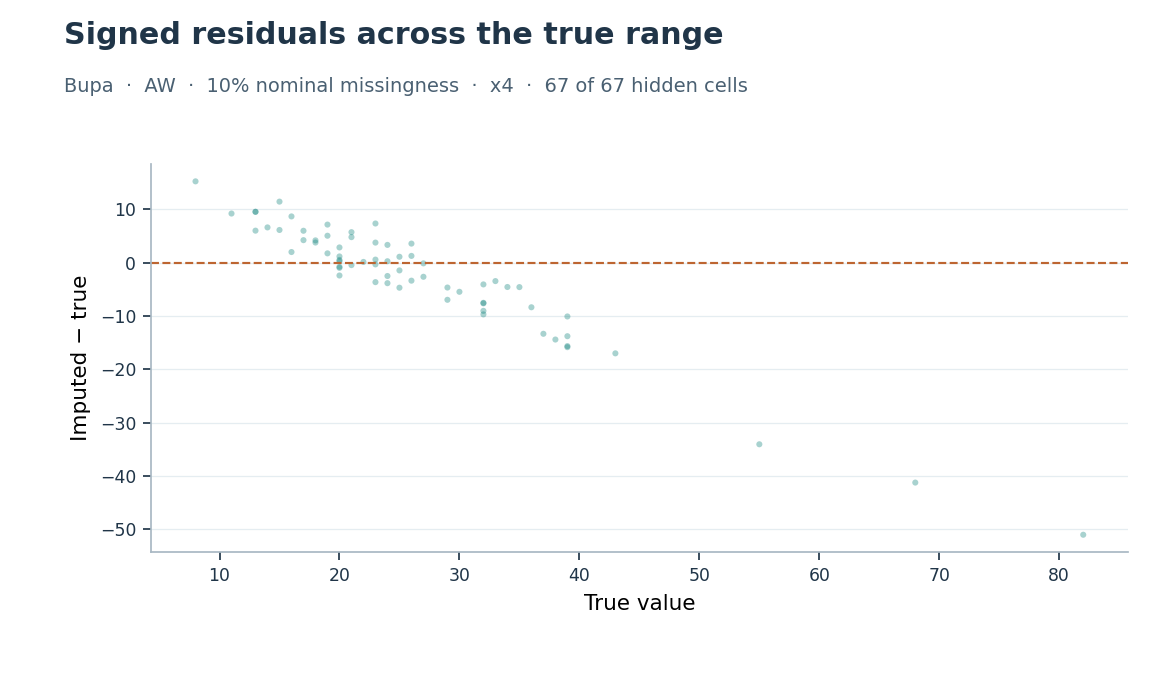 Signed residuals across the true range
Bupa · AW · 10% nominal missingness · x4 · 67 of 67 hidden cells
Imputed − true
10
0
−10
−20
−30
−40
−50
10 20 30 40 50 60 70 80
True value